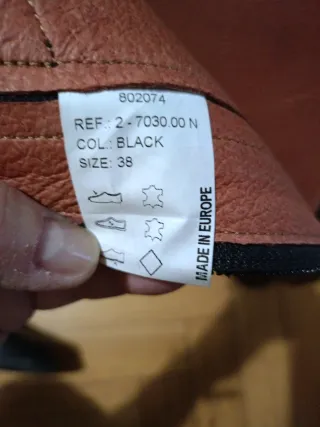 802074
REF.: 2 - 7030.00 N
COL.: BLACK
SIZE: 38
MADE IN EUROPE